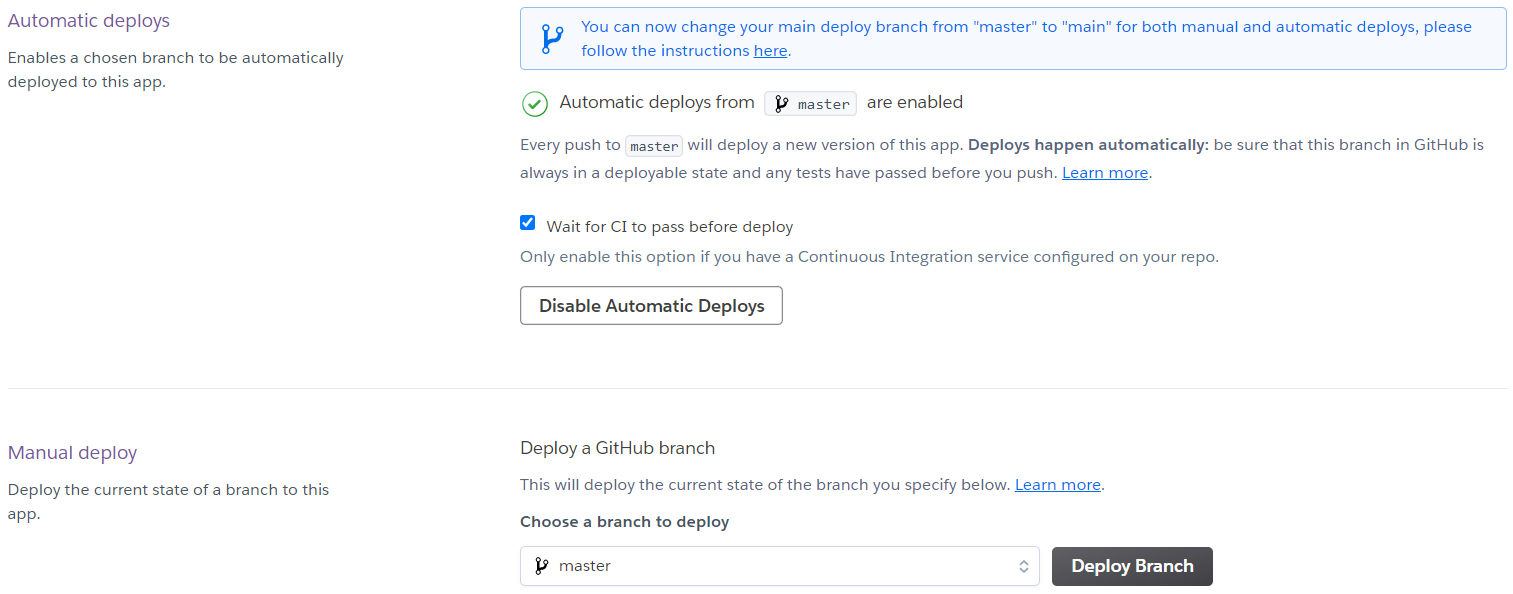 Automatic deploys
Enables a chosen branch to be automatically
deployed to this app.
You can now change your main deploy branch from "master" to "main" for both manual and automatic deploys, please
follow the instructions here.
Automatic deploys from master are enabled
Every push to master will deploy a new version of this app. Deploys happen automatically: be sure that this branch in GitHub is
always in a deployable state and any tests have passed before you push. Learn more.
Wait for CI to pass before deploy
Only enable this option if you have a Continuous Integration service configured on your repo.
Disable Automatic Deploys
Manual deploy
Deploy the current state of a branch to this
app.
Deploy a GitHub branch
This will deploy the current state of the branch you specify below. Learn more.
Choose a branch to deploy
master
Deploy Branch